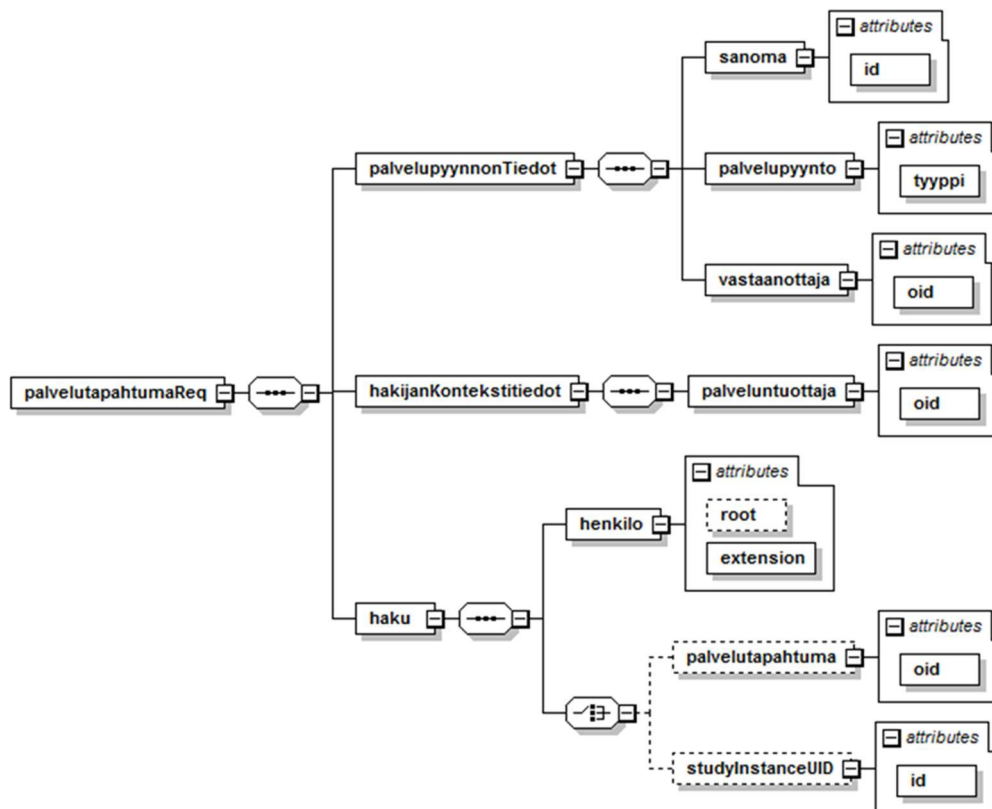 attributes
sanoma
id
attributes
palvelupyynnonTiedot
palvelupyynto
tyyppi
attributes
vastaanottaja
oid
attributes
palvelutapahtumaReq
hakijanKontekstitiedot
palveluntuottaja
oid
attributes
root
henkilo
extension
haku
attributes
palvelutapahtuma
oid
attributes
studyInstanceUID
id